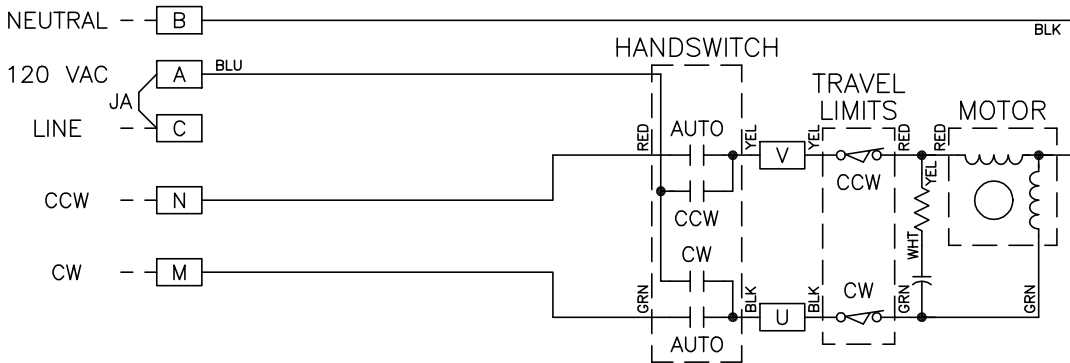 NEUTRAL B
BLK
HANDSWITCH
120 VAC A BLU
JA
TRAVEL
LIMITS
MOTOR
LINE C
RED AUTO YEL V YEL RED RED
CCW
YEL
CCW N
CCW
WHT
CW
CW M
GRN BLK U BLK CW GRN GRN
AUTO